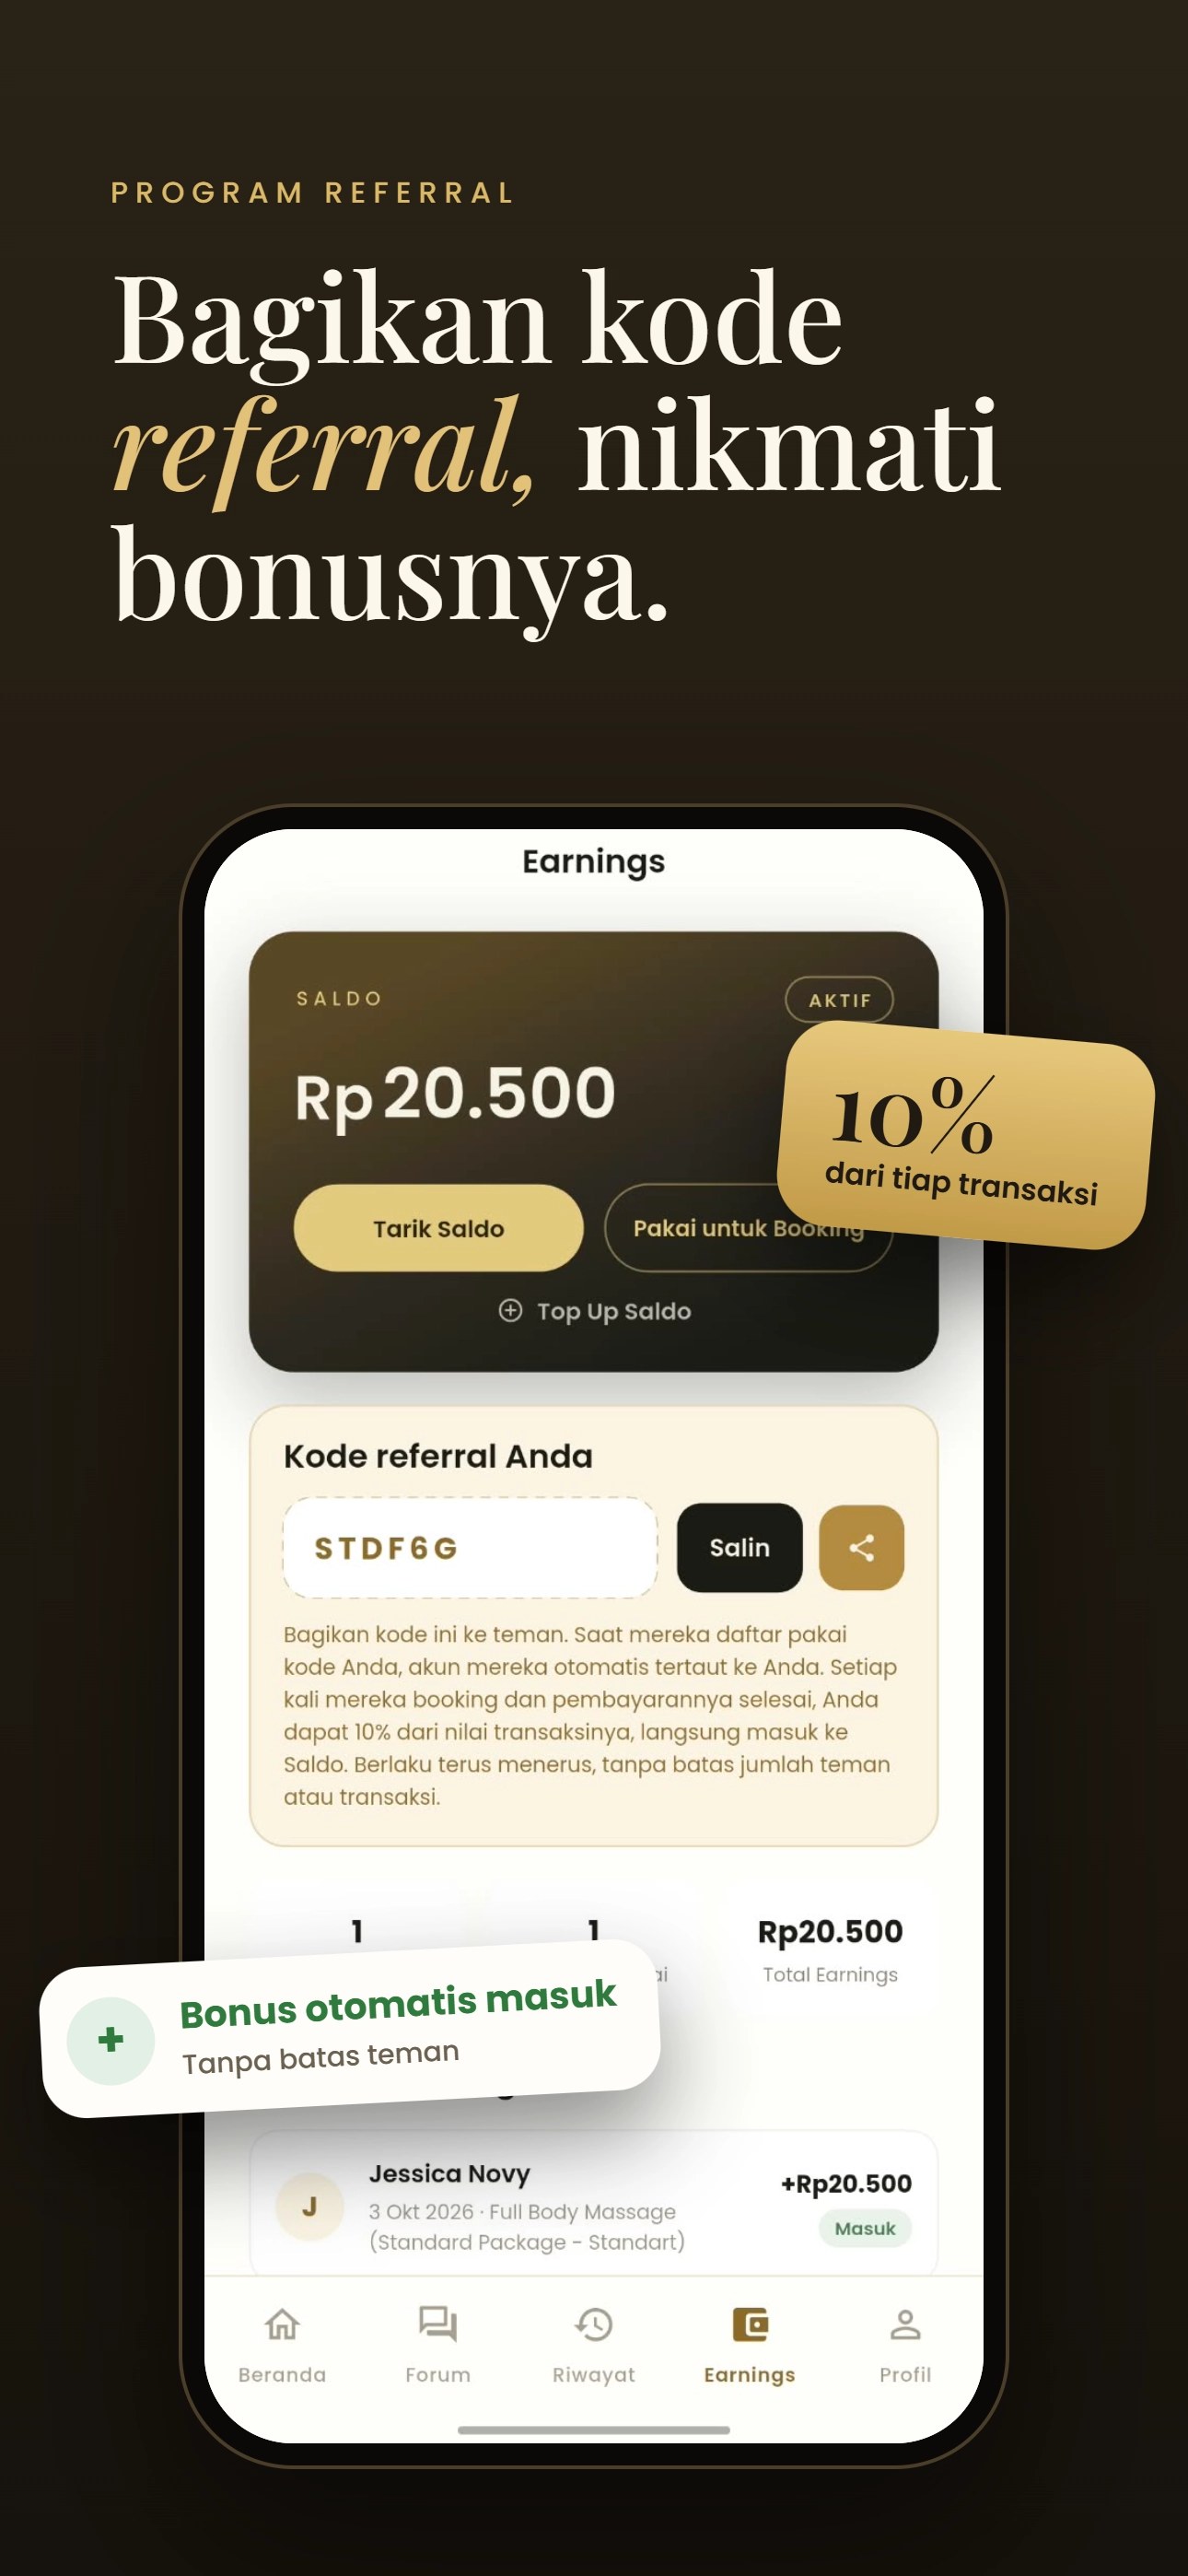 PROGRAM REFERRAL
Bagikan kode
referral, nikmati
bonusnya.
Earnings
SALDO
AKTIF
Rp 20.500
10%
dari tiap transaksi
Tarik Saldo
Pakai untuk Booking
Top Up Saldo
Kode referral Anda
STDF6G
Salin
Bagikan kode ini ke teman. Saat mereka daftar pakai
kode Anda, akun mereka otomatis tertaut ke Anda. Setiap
kali mereka booking dan pembayarannya selesai, Anda
dapat 10% dari nilai transaksinya, langsung masuk ke
Saldo. Berlaku terus menerus, tanpa batas jumlah teman
atau transaksi.
1
1
Rp20.500
Total Earnings
+
Bonus otomatis masuk
Tanpa batas teman
J
Jessica Novy
3 Okt 2026 · Full Body Massage
(Standard Package - Standart)
+Rp20.500
Masuk
Beranda
Forum
Riwayat
Earnings
Profil